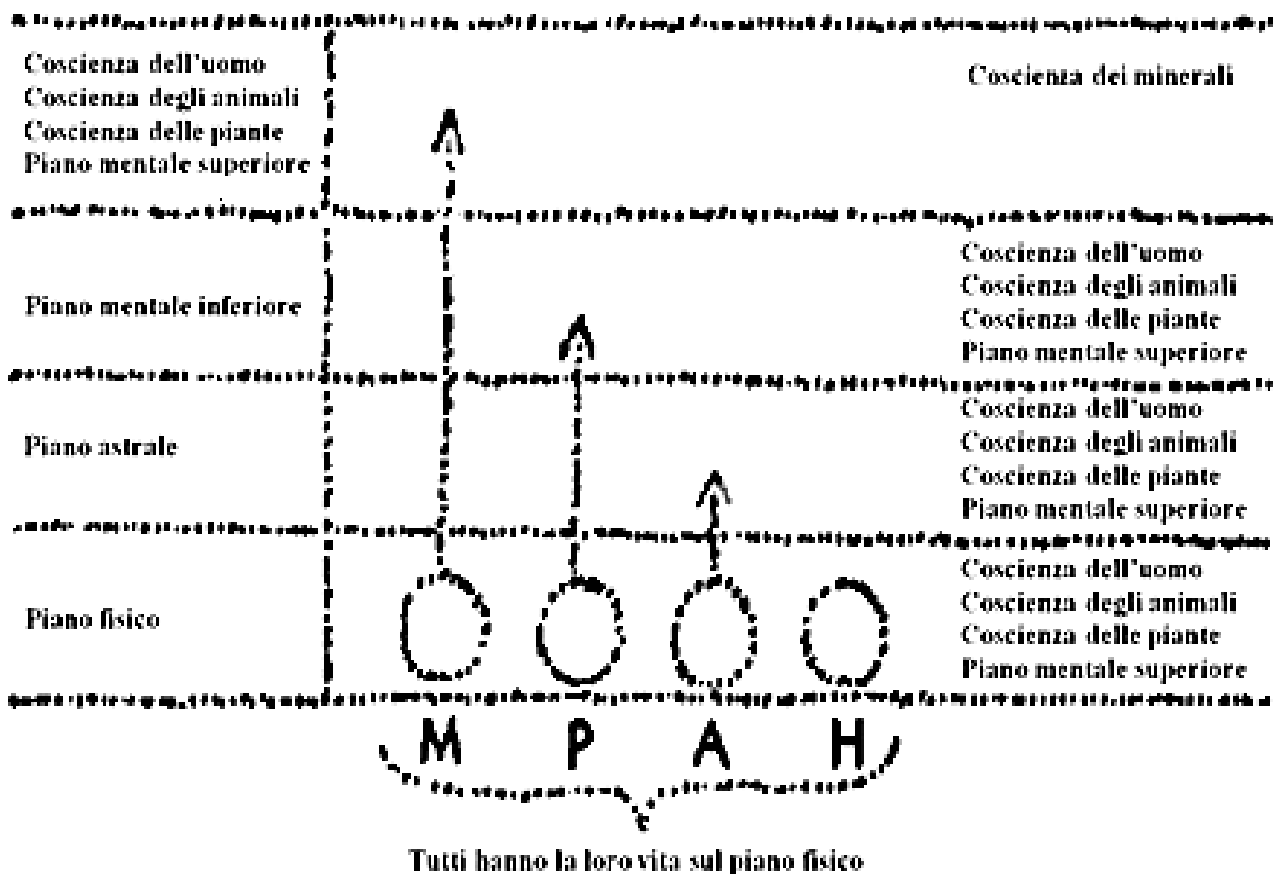 Coscienza dell'uomo
Coscienza degli animali
Coscienza delle piante
Piano mentale superiore
Coscienza dei minerali
Piano mentale inferiore
Coscienza dell'uomo
Coscienza degli animali
Coscienza delle piante
Piano mentale superiore
Piano astrale
Coscienza dell'uomo
Coscienza degli animali
Coscienza delle piante
Piano mentale superiore
Piano fisico
Coscienza dell'uomo
Coscienza degli animali
Coscienza delle piante
Piano mentale superiore
M P A H
Tutti hanno la loro vita sul piano fisico